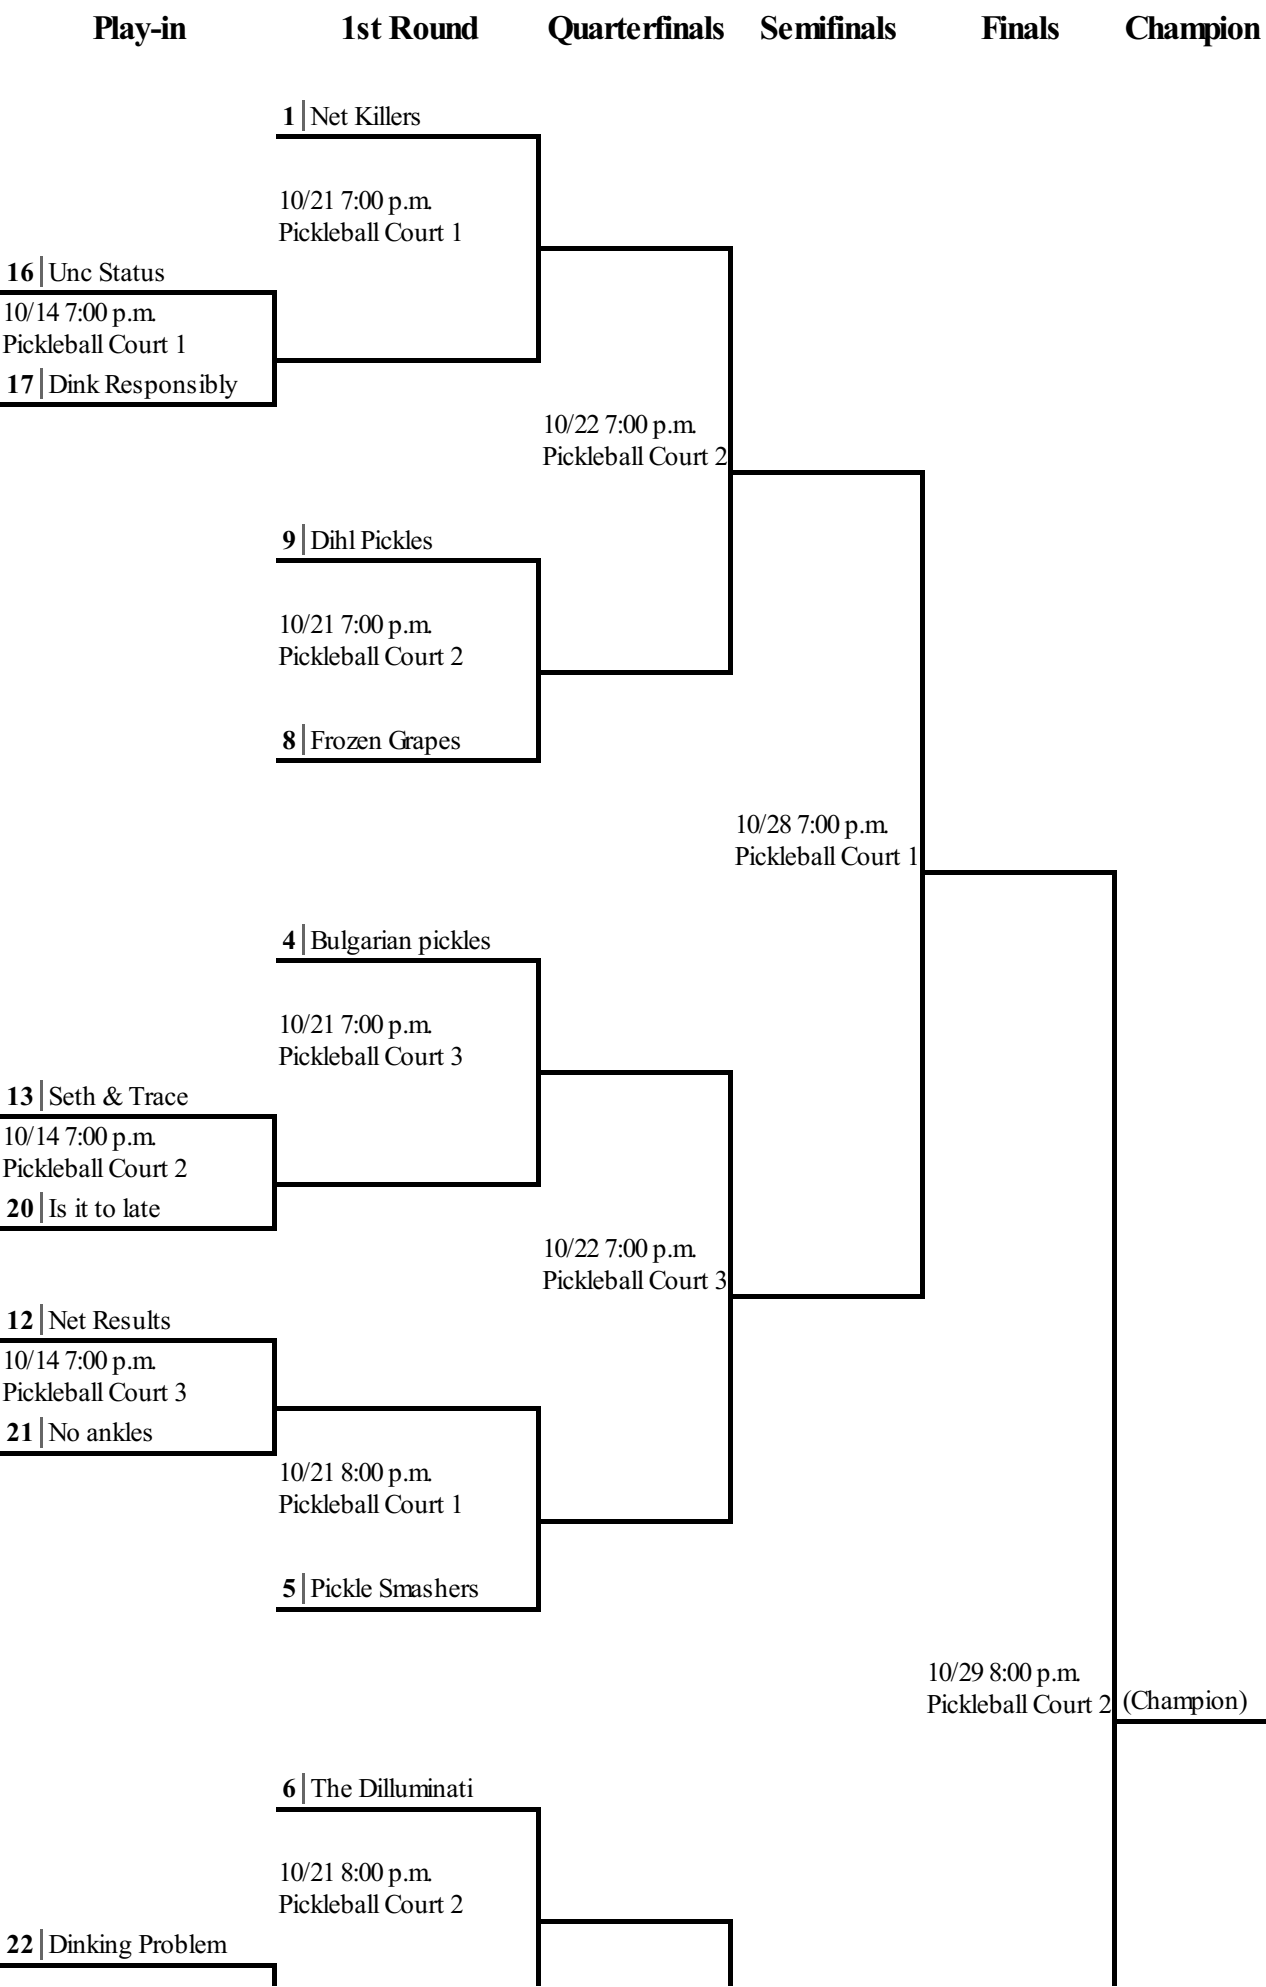 Play-in 1st Round Quarterfinals Semifinals Finals Champion
1 Net Killers
10/21 7:00 p.m.
Pickleball Court 1
16 Unc Status
10/14 7:00 p.m.
Pickleball Court 1
17 Dink Responsibly
10/22 7:00 p.m.
Pickleball Court 2
9 Dihl Pickles
10/21 7:00 p.m.
Pickleball Court 2
8 Frozen Grapes
10/28 7:00 p.m.
Pickleball Court 1
4 Bulgarian pickles
10/21 7:00 p.m.
Pickleball Court 3
13 Seth & Trace
10/14 7:00 p.m.
Pickleball Court 2
20 Is it to late
10/22 7:00 p.m.
Pickleball Court 3
12 Net Results
10/14 7:00 p.m.
Pickleball Court 3
21 No ankles
10/21 8:00 p.m.
Pickleball Court 1
5 Pickle Smashers
10/29 8:00 p.m.
Pickleball Court 2 (Champion)
6 The Dilluminati
10/21 8:00 p.m.
Pickleball Court 2
22 Dinking Problem